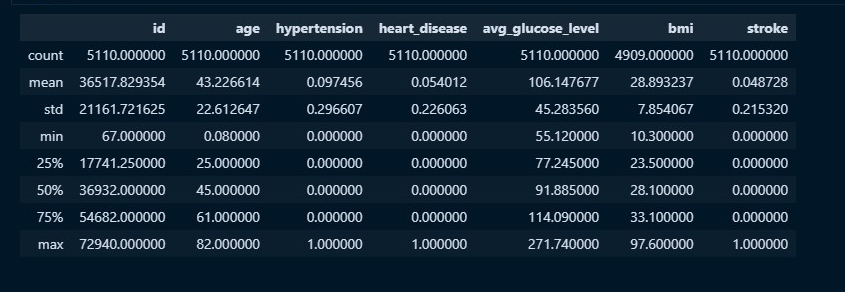 id age hypertension heart_disease avg_glucose_level bmi stroke
count 5110.000000 5110.000000 5110.000000 5110.000000 5110.000000 4909.000000 5110.000000
mean 36517.829354 43.226614 0.097456 0.054012 106.147677 28.893237 0.048728
std 21161.721625 22.612647 0.296607 0.226063 45.283560 7.854067 0.215320
min 67.000000 0.080000 0.000000 0.000000 55.120000 10.300000 0.000000
25% 17741.250000 25.000000 0.000000 0.000000 77.245000 23.500000 0.000000
50% 36932.000000 45.000000 0.000000 0.000000 91.885000 28.100000 0.000000
75% 54682.000000 61.000000 0.000000 0.000000 114.090000 33.100000 0.000000
max 72940.000000 82.000000 1.000000 1.000000 271.740000 97.600000 1.000000